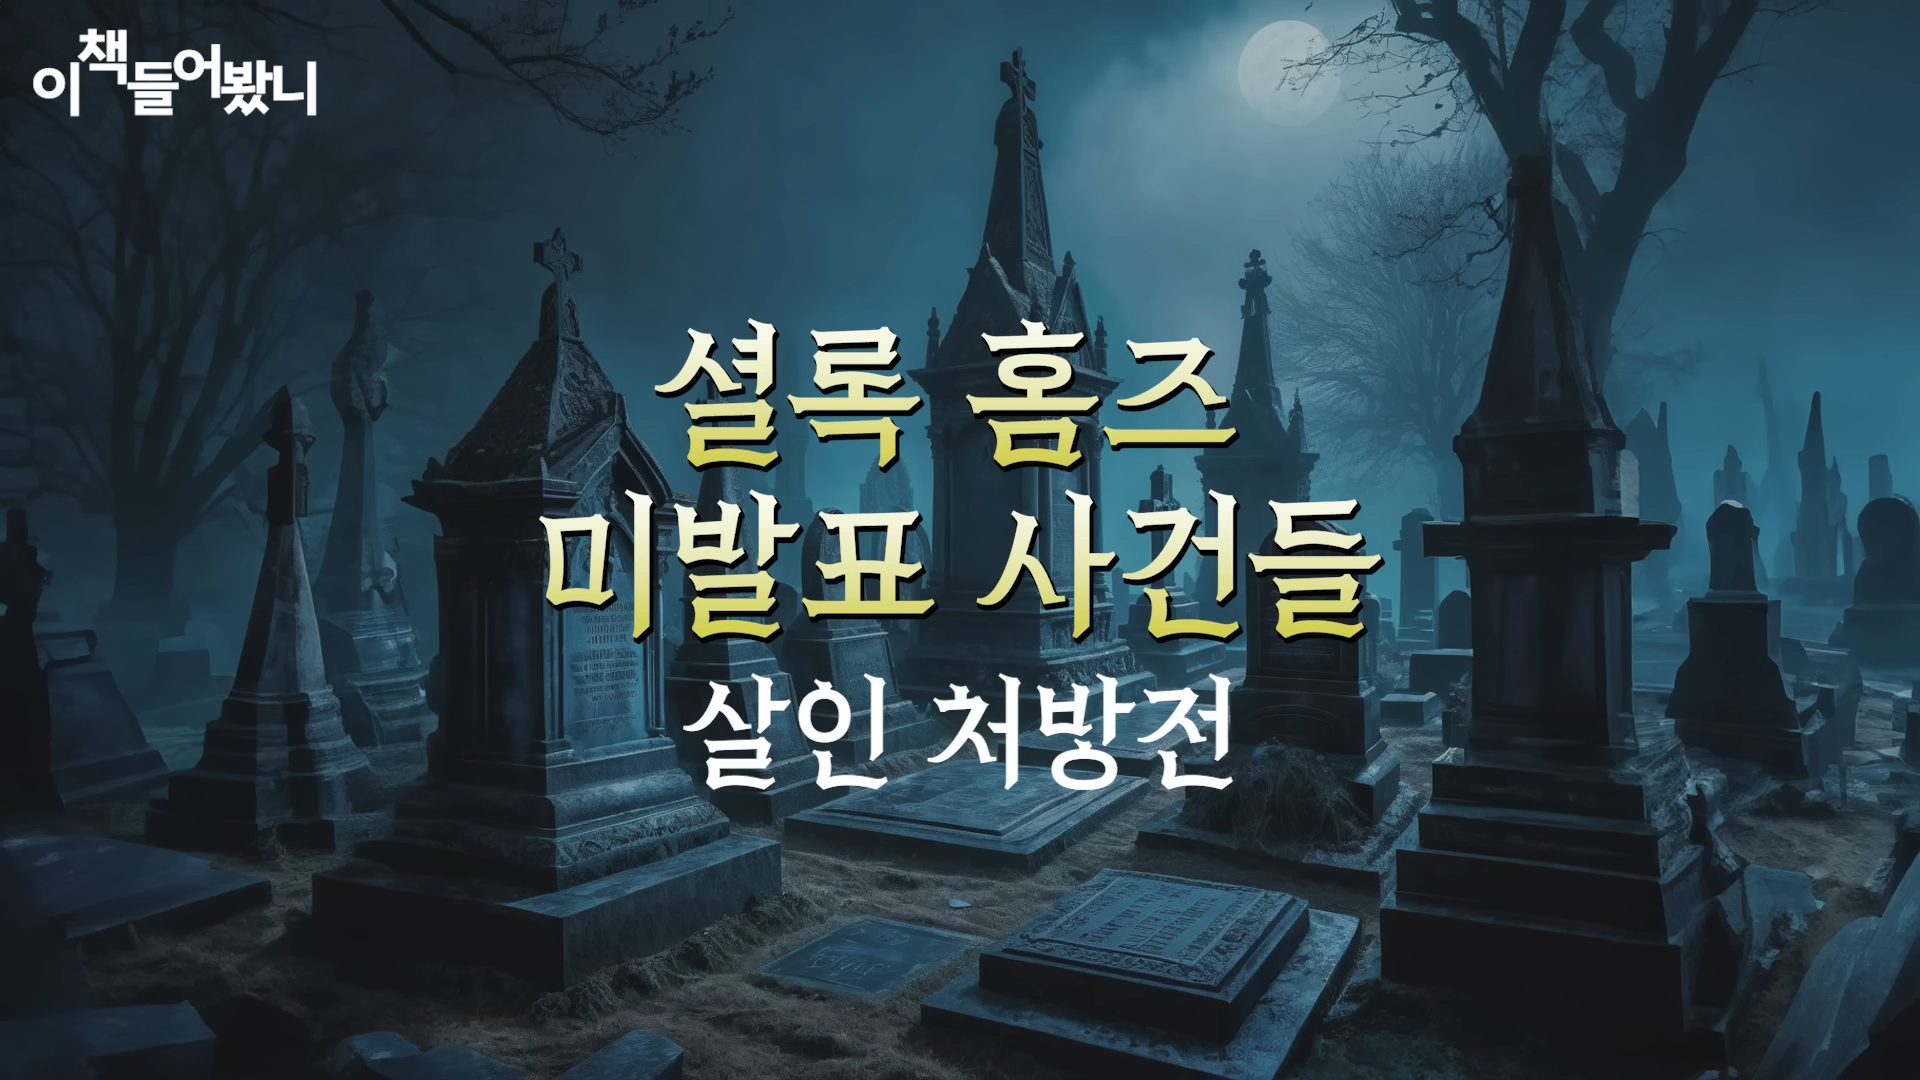 이 책 들어봤니
셜록 홈즈
미발표 사건들
살인 처방전